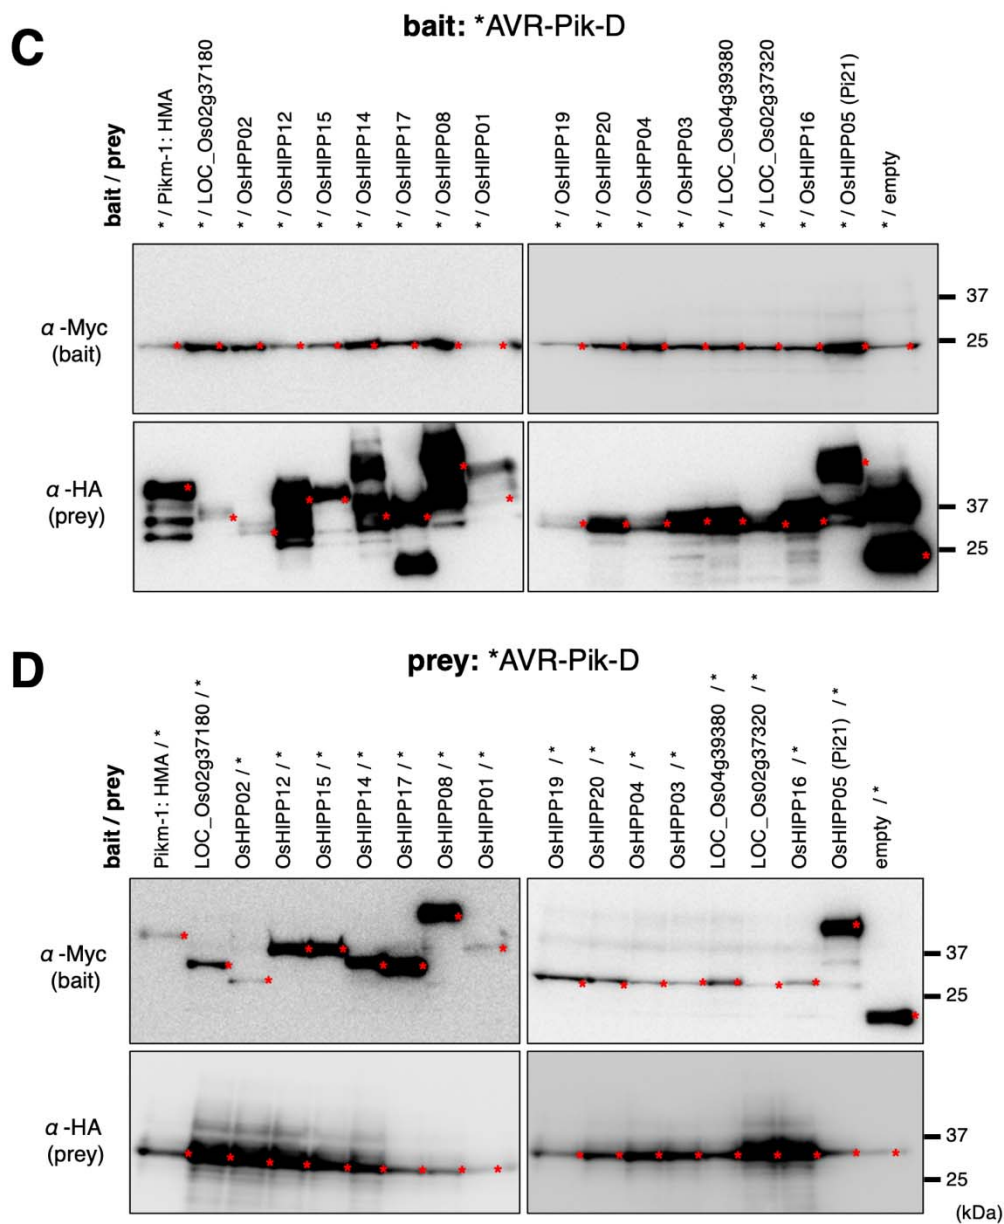 C
bait: *AVR-Pik-D
bait / prey
* / Pikm-1: HMA
* / LOC_Os02g37180
* / OsHPP02
* / OsHIPP12
* / OsHIPP15
* / OsHIPP14
* / OsHIPP17
* / OsHIPP08
* / OsHIPP01
* / OsHIPP19
* / OsHIPP20
* / OsHPP04
* / OsHPP03
* / LOC_Os04g39380
* / LOC_Os02g37320
* / OsHIPP16
* / OsHIPP05 (Pi21)
* / empty
α -Myc
(bait)
37
25
α -HA
(prey)
37
25
D
prey: *AVR-Pik-D
bait / prey
Pikm-1: HMA / *
LOC_Os02g37180 / *
OsHPP02 / *
OsHIPP12 / *
OsHIPP15 / *
OsHIPP14 / *
OsHIPP17 / *
OsHIPP08 / *
OsHIPP01 / *
OsHIPP19 / *
OsHIPP20 / *
OsHPP04 / *
OsHPP03 / *
LOC_Os04g39380 / *
LOC_Os02g37320 / *
OsHIPP16 / *
OsHIPP05 (Pi21) / *
empty / *
α -Myc
(bait)
37
25
α -HA
(prey)
37
25
(kDa)